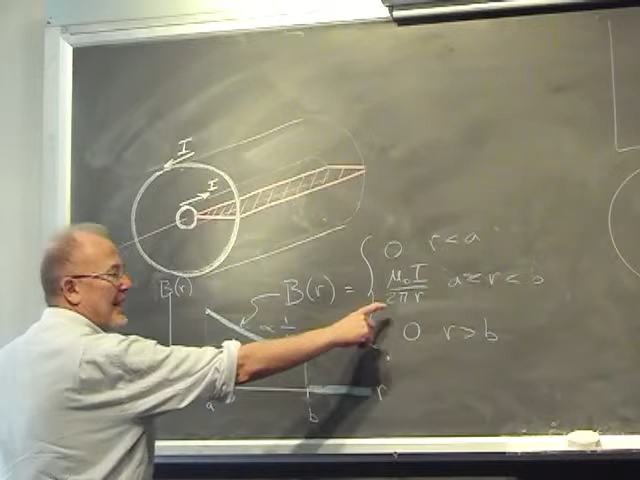 I
I
B(r)
B(r) = { 0 r < a
μ₀I / 2πr a < r < b
0 r > b
∝ 1
a
b
r